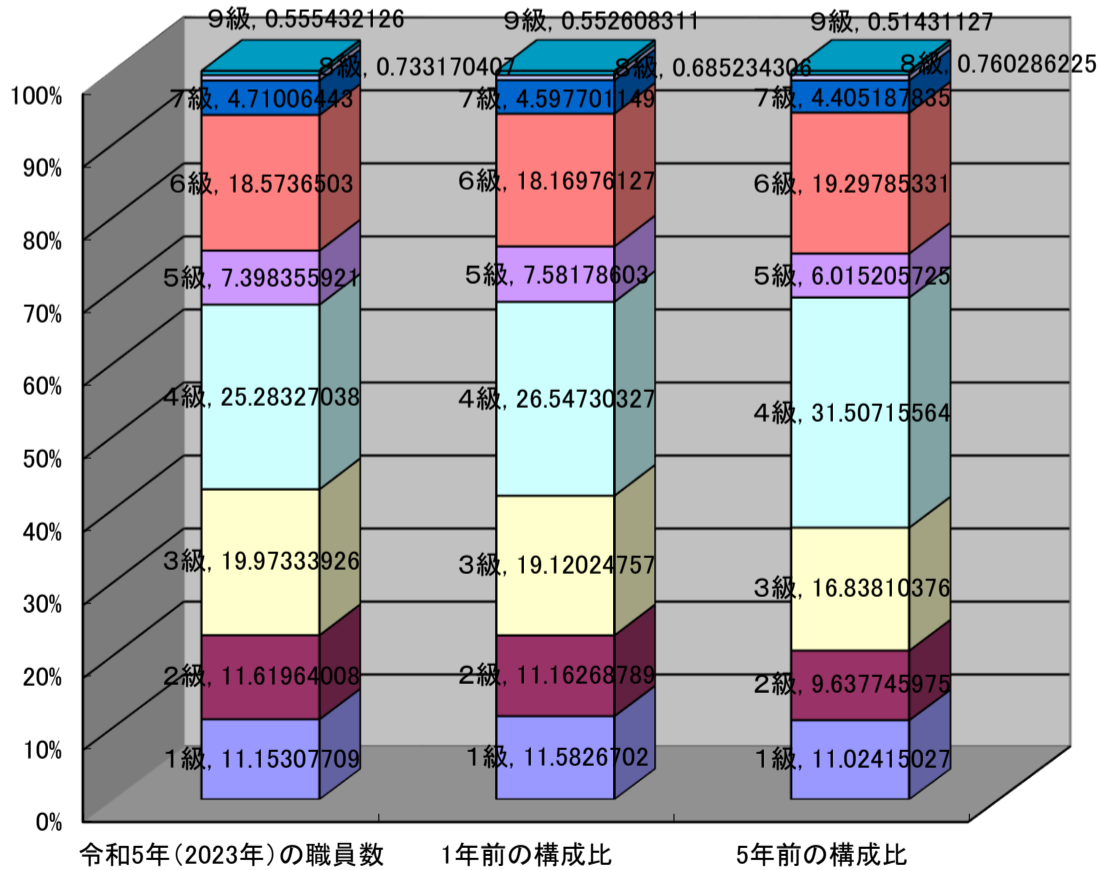 ９級, 0.555432126
９級, 0.552608311
９級, 0.51431127
８級, 0.733170407
８級, 0.685234306
８級, 0.760286225
100%
７級, 4.71006443
７級, 4.597701149
７級, 4.405187835
90%
６級, 18.5736503
６級, 18.16976127
６級, 19.29785331
80%
５級, 7.398355921
５級, 7.58178603
５級, 6.015205725
70%
60%
４級, 25.28327038
４級, 26.54730327
４級, 31.50715564
50%
40%
３級, 19.97333926
３級, 19.12024757
３級, 16.83810376
30%
20%
２級, 11.61964008
２級, 11.16268789
２級, 9.637745975
10%
１級, 11.15307709
１級, 11.5826702
１級, 11.02415027
0%
令和5年（2023年）の職員数
1年前の構成比
5年前の構成比